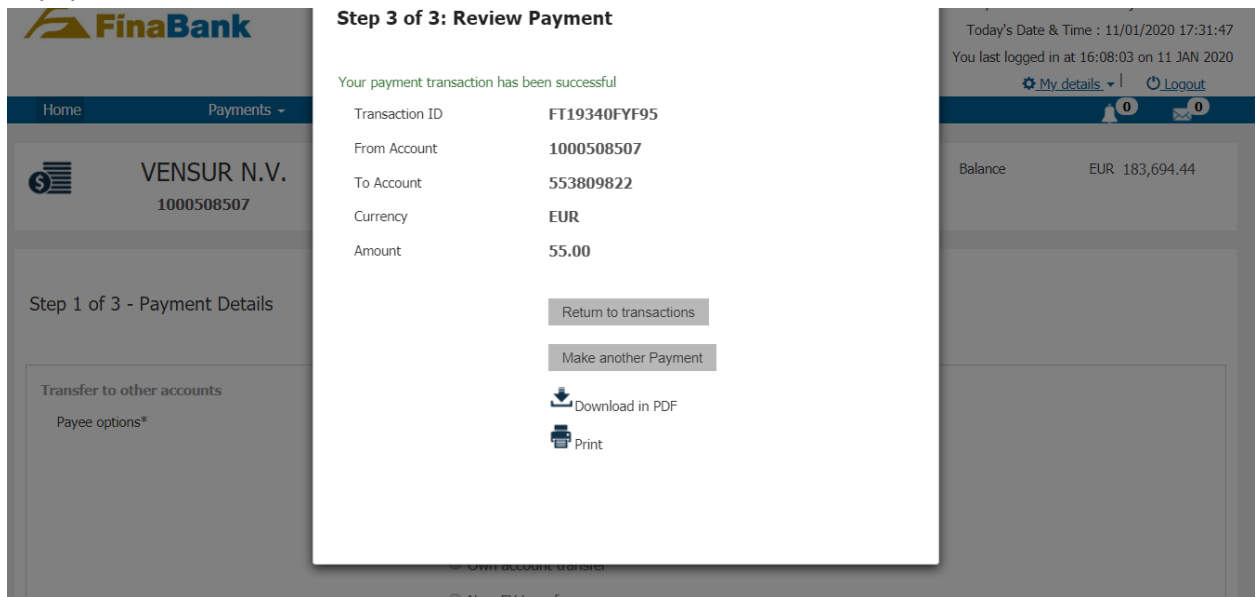 FinaBank
Step 3 of 3: Review Payment
Today's Date & Time : 11/01/2020 17:31:47
You last logged in at 16:08:03 on 11 JAN 2020
My details
Logout
Your payment transaction has been successful
Home
Payments
0
0
Transaction ID FT19340FYF95
From Account 1000508507
To Account 553809822
Currency EUR
Amount 55.00
VENSUR N.V.
1000508507
Balance EUR 183,694.44
Step 1 of 3 - Payment Details
Return to transactions
Make another Payment
Download in PDF
Print
Transfer to other accounts
Payee options*
Own account transfer